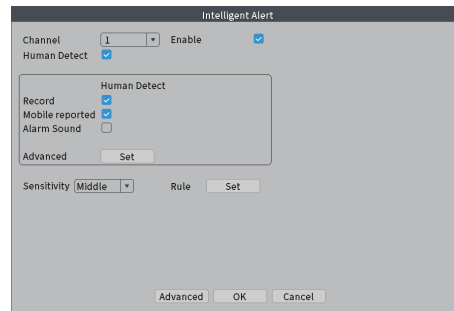 Intelligent Alert
Channel 1 Enable
Human Detect
Human Detect
Record
Mobile reported
Alarm Sound
Advanced Set
Sensitivity Middle Rule Set
Advanced OK Cancel